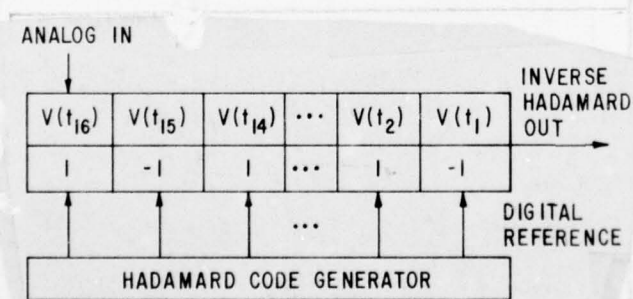 ANALOG IN
INVERSE
HADAMARD
OUT
V(t16) V(t15) V(t14) ... V(t2) V(t1)
1 -1 1 ... 1 -1
...
DIGITAL
REFERENCE
HADAMARD CODE GENERATOR